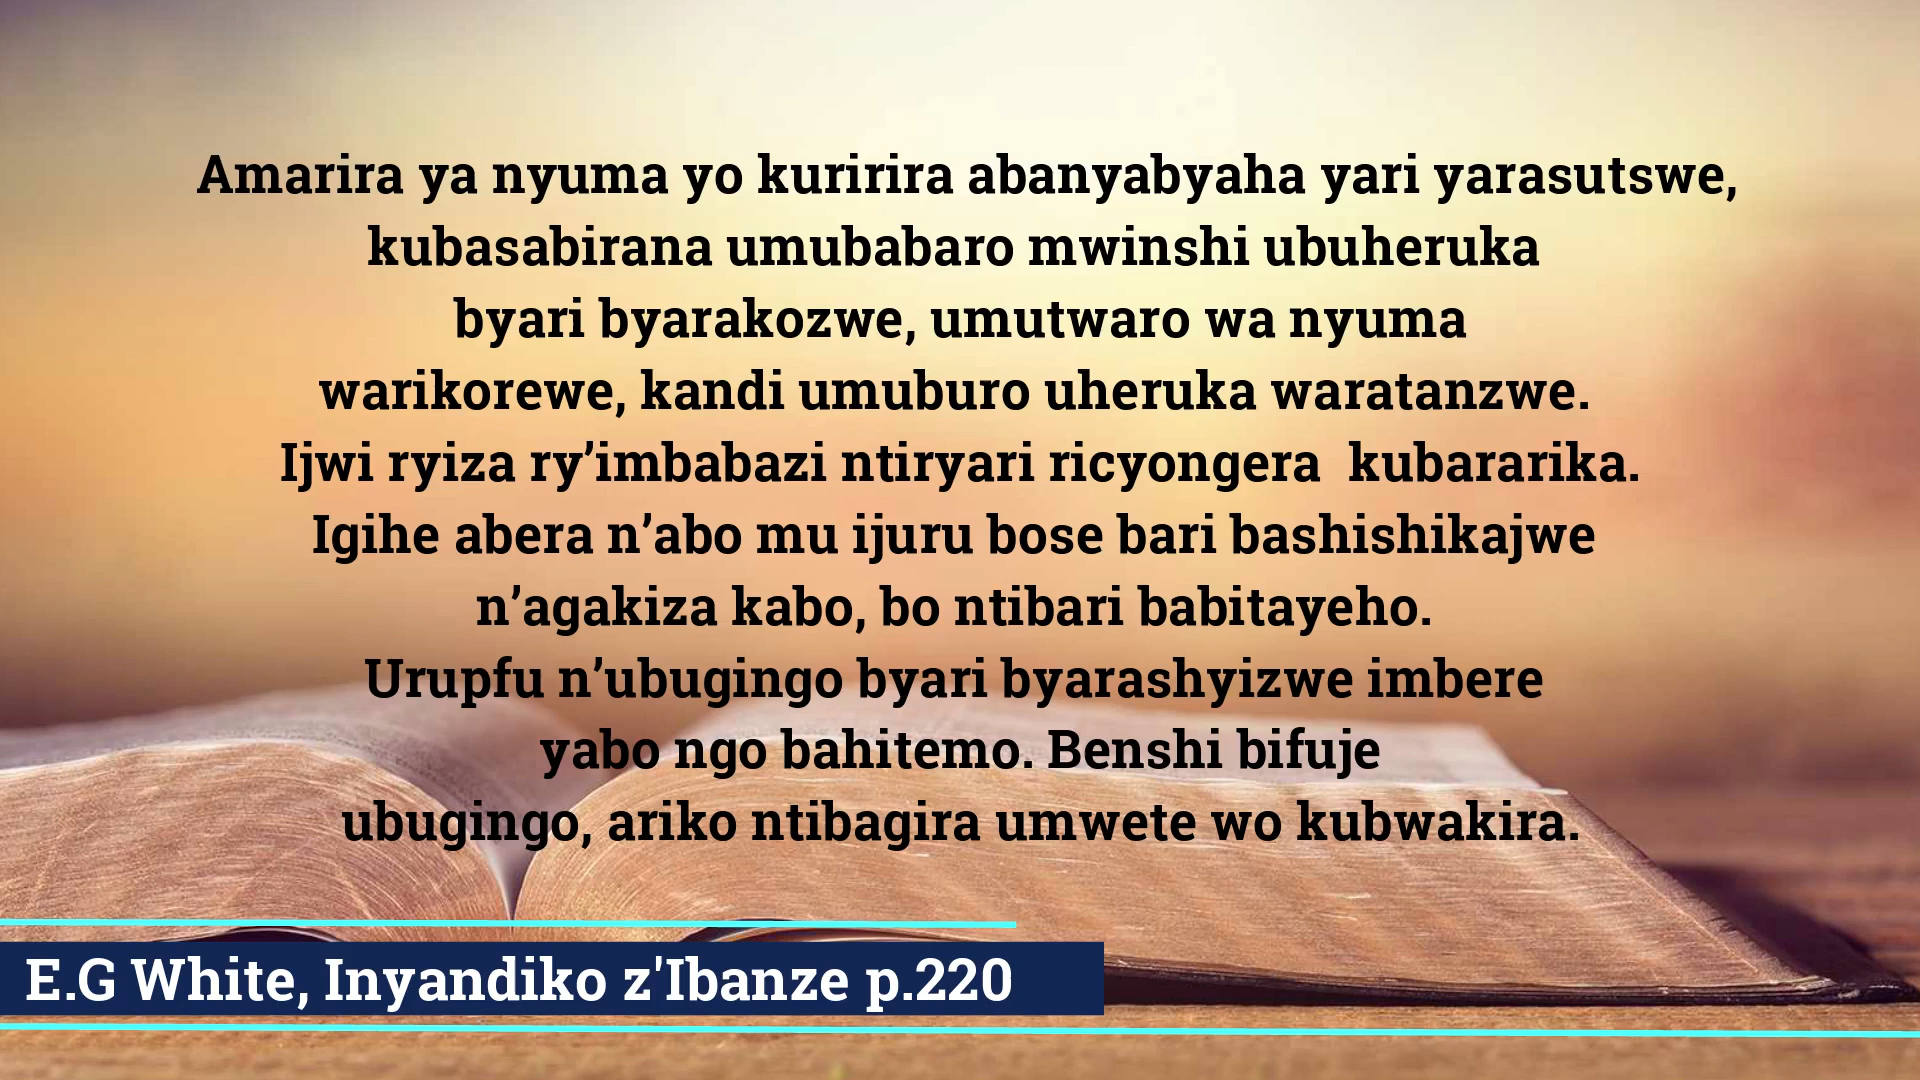 Amarira ya nyuma yo kuririra abanyabyaha yari yarasutswe,
kubasabirana umubabaro mwinshi ubuheruka
byari byarakozwe, umutwaro wa nyuma
warikorewe, kandi umuburo uheruka waratanzwe.
Ijwi ryiza ry’imbabazi ntiryari ricyongera  kubararika.
Igihe abera n’abo mu ijuru bose bari bashishikajwe
n’agakiza kabo, bo ntibari babitayeho.
Urupfu n’ubugingo byari byarashyizwe imbere
yabo ngo bahitemo. Benshi bifuje
ubugingo, ariko ntibagira umwete wo kubwakira.
E.G White, Inyandiko z'Ibanze p.220